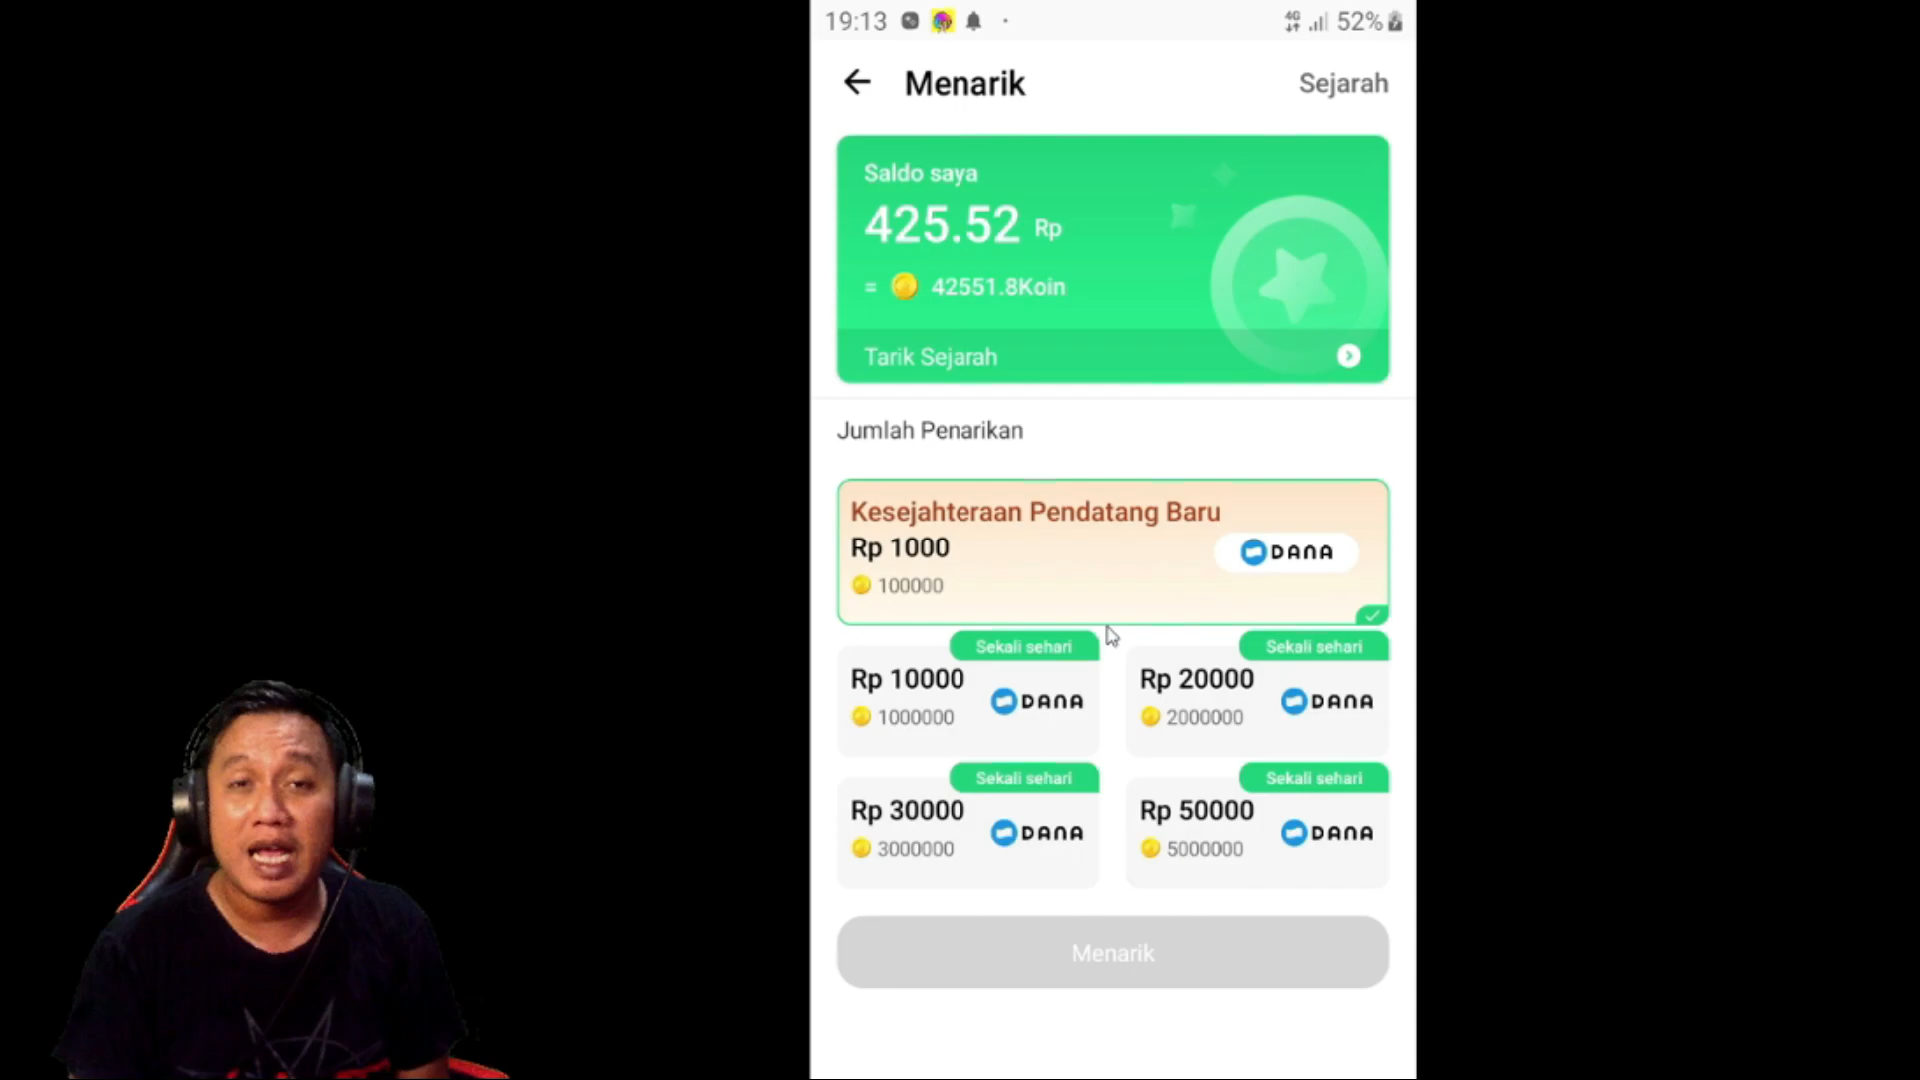 19:13
4G 52%
Menarik
Sejarah
Saldo saya
425.52 Rp
= 42551.8Koin
Tarik Sejarah
Jumlah Penarikan
Kesejahteraan Pendatang Baru
Rp 1000
DANA
100000
Sekali sehari
Rp 10000
DANA
1000000
Sekali sehari
Rp 20000
DANA
2000000
Sekali sehari
Rp 30000
DANA
3000000
Sekali sehari
Rp 50000
DANA
5000000
Menarik